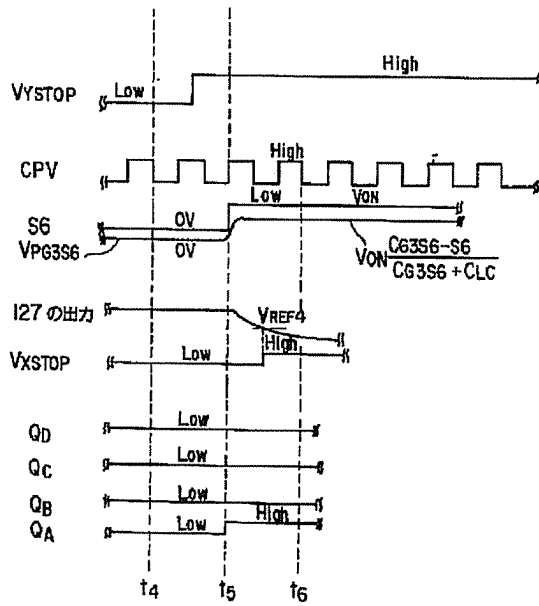 High
Low
VYSTOP
High
CPV
Low VON
S6 0V
VPG3S6 0V
VON CG3S6-S6 / CG3S6 + CLC
127の出力
VREF4
High
VXSTOP Low
QD Low
QC Low
QB Low
High
QA Low
t4 t5 t6